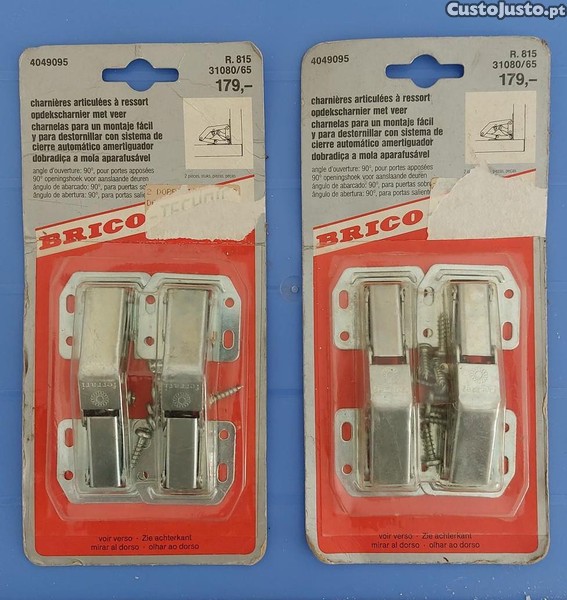 CustoJusto.pt
4049095
R. 815
31080/65
179,-
charnières articulées à ressort
opdekscharnier met veer
charnelas para un montaje fácil
y para destornillar con sistema de
cierre automático amertiguador
dobradiça a mola aparafusável
angle d'ouverture: 90°, pour portes apposées
90° openingshoek voor aanslaande deuren
ángulo de abarcado: 90°, para puertas
ângulo de abertura: 90°, para portas salientes
BRICO
voir verso - Zie achterkant
mirar al dorso - olhar ao dorso
4049095
R. 815
31080/65
179,-
charnières articulées à ressort
opdekscharnier met veer
charnelas para un montaje fácil
y para destornillar con sistema de
cierre automático amertiguador
dobradiça a mola aparafusável
angle d'ouverture: 90°, pour portes apposées
90° openingshoek voor aanslaande deuren
ángulo de abarcado: 90°, para puertas
ângulo de abertura: 90°, para portas
BRICO
voir verso - Zie achterkant
mirar al dorso - olhar ao dorso